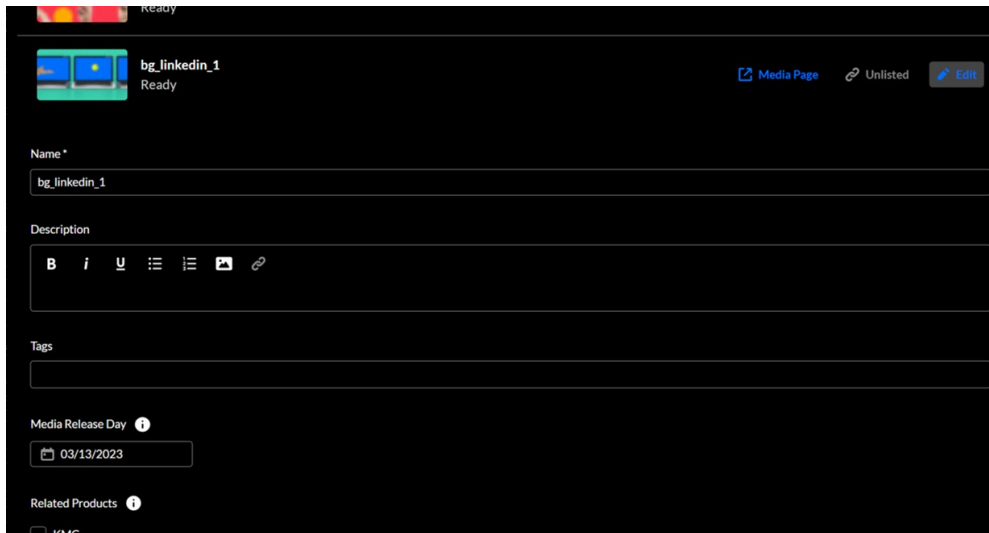 Ready
bg_linkedin_1
Ready
Media Page
Unlisted
Edit
Name *
bg_linkedin_1
Description
B i U
Tags
Media Release Day
03/13/2023
Related Products
KMC